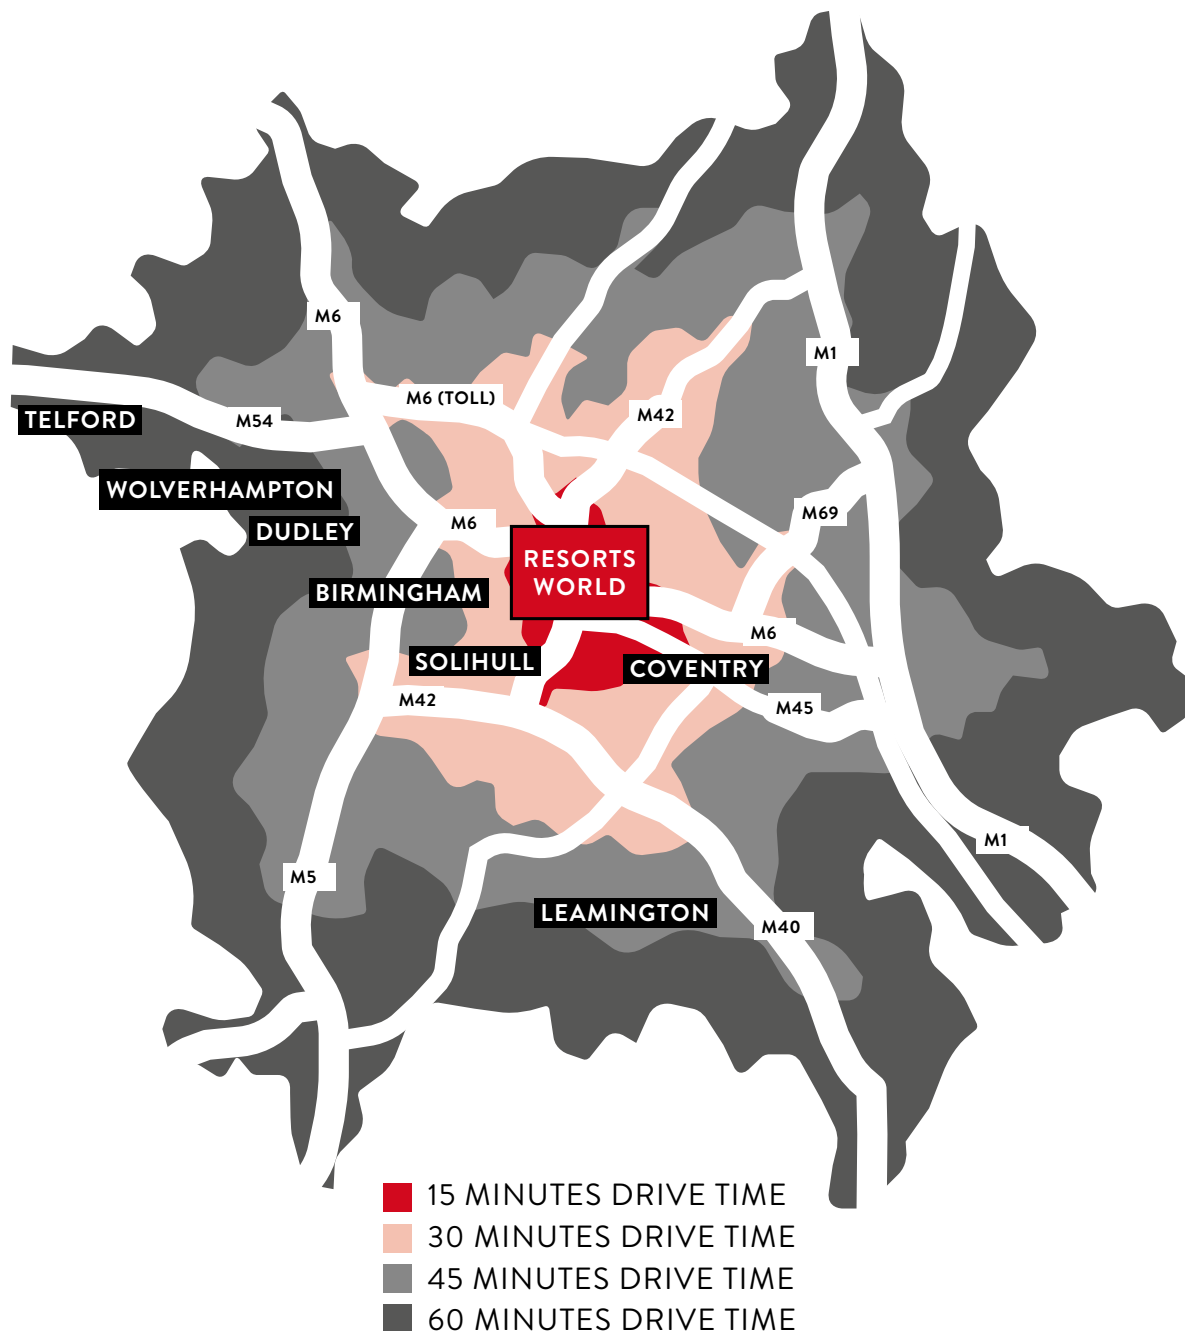 M6
M1
M6 (TOLL)
M42
TELFORD
M54
WOLVERHAMPTON
M69
M6
DUDLEY
RESORTS
WORLD
BIRMINGHAM
M6
SOLIHULL
COVENTRY
M42
M45
M1
M5
LEAMINGTON
M40
15 MINUTES DRIVE TIME
30 MINUTES DRIVE TIME
45 MINUTES DRIVE TIME
60 MINUTES DRIVE TIME